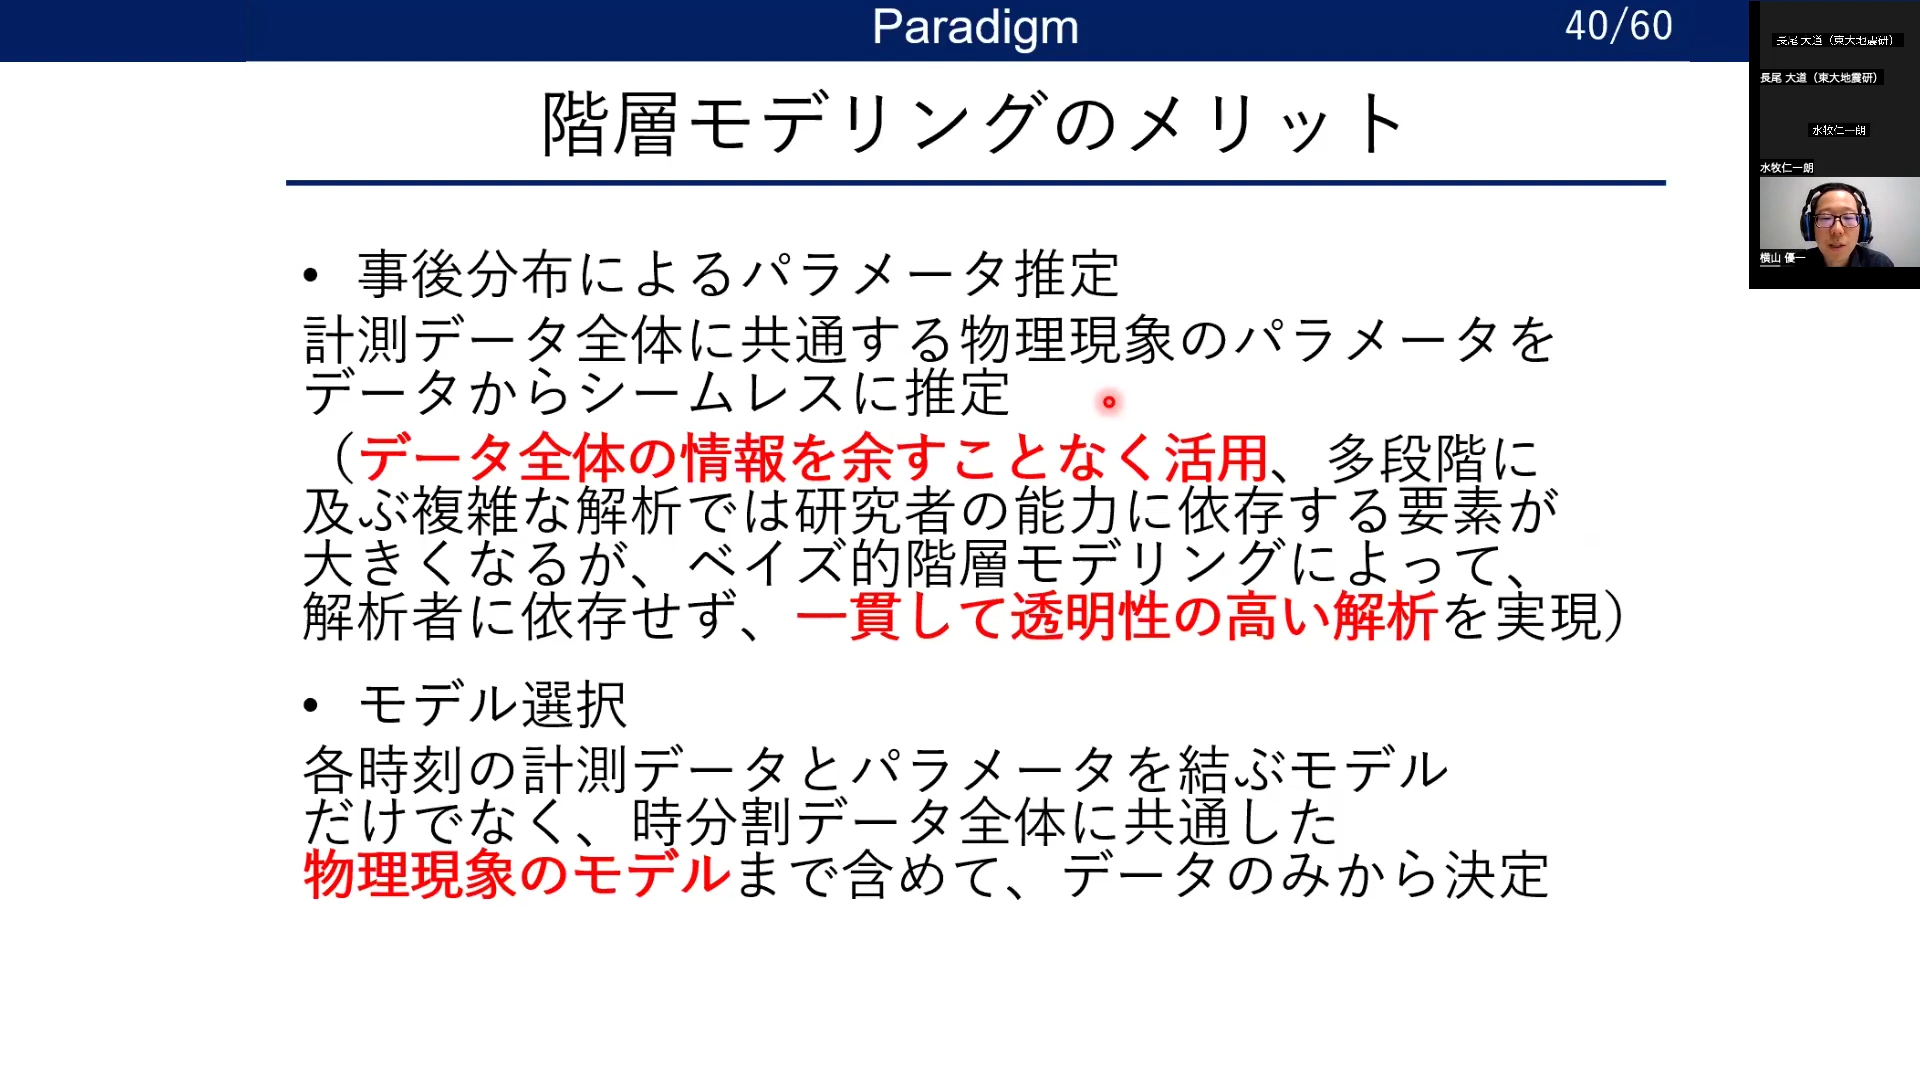 Paradigm
40/60
階層モデリングのメリット
• 事後分布によるパラメータ推定
計測データ全体に共通する物理現象のパラメータを
データからシームレスに推定
（データ全体の情報を余すことなく活用、多段階に
及ぶ複雑な解析では研究者の能力に依存する要素が
大きくなるが、ベイズ的階層モデリングによって、
解析者に依存せず、一貫して透明性の高い解析を実現）
• モデル選択
各時刻の計測データとパラメータを結ぶモデル
だけでなく、時分割データ全体に共通した
物理現象のモデルまで含めて、データのみから決定
長尾 大道（東大地震研）
長尾 大道（東大地震研）
水牧仁一朗
水牧仁一朗
横山 優一